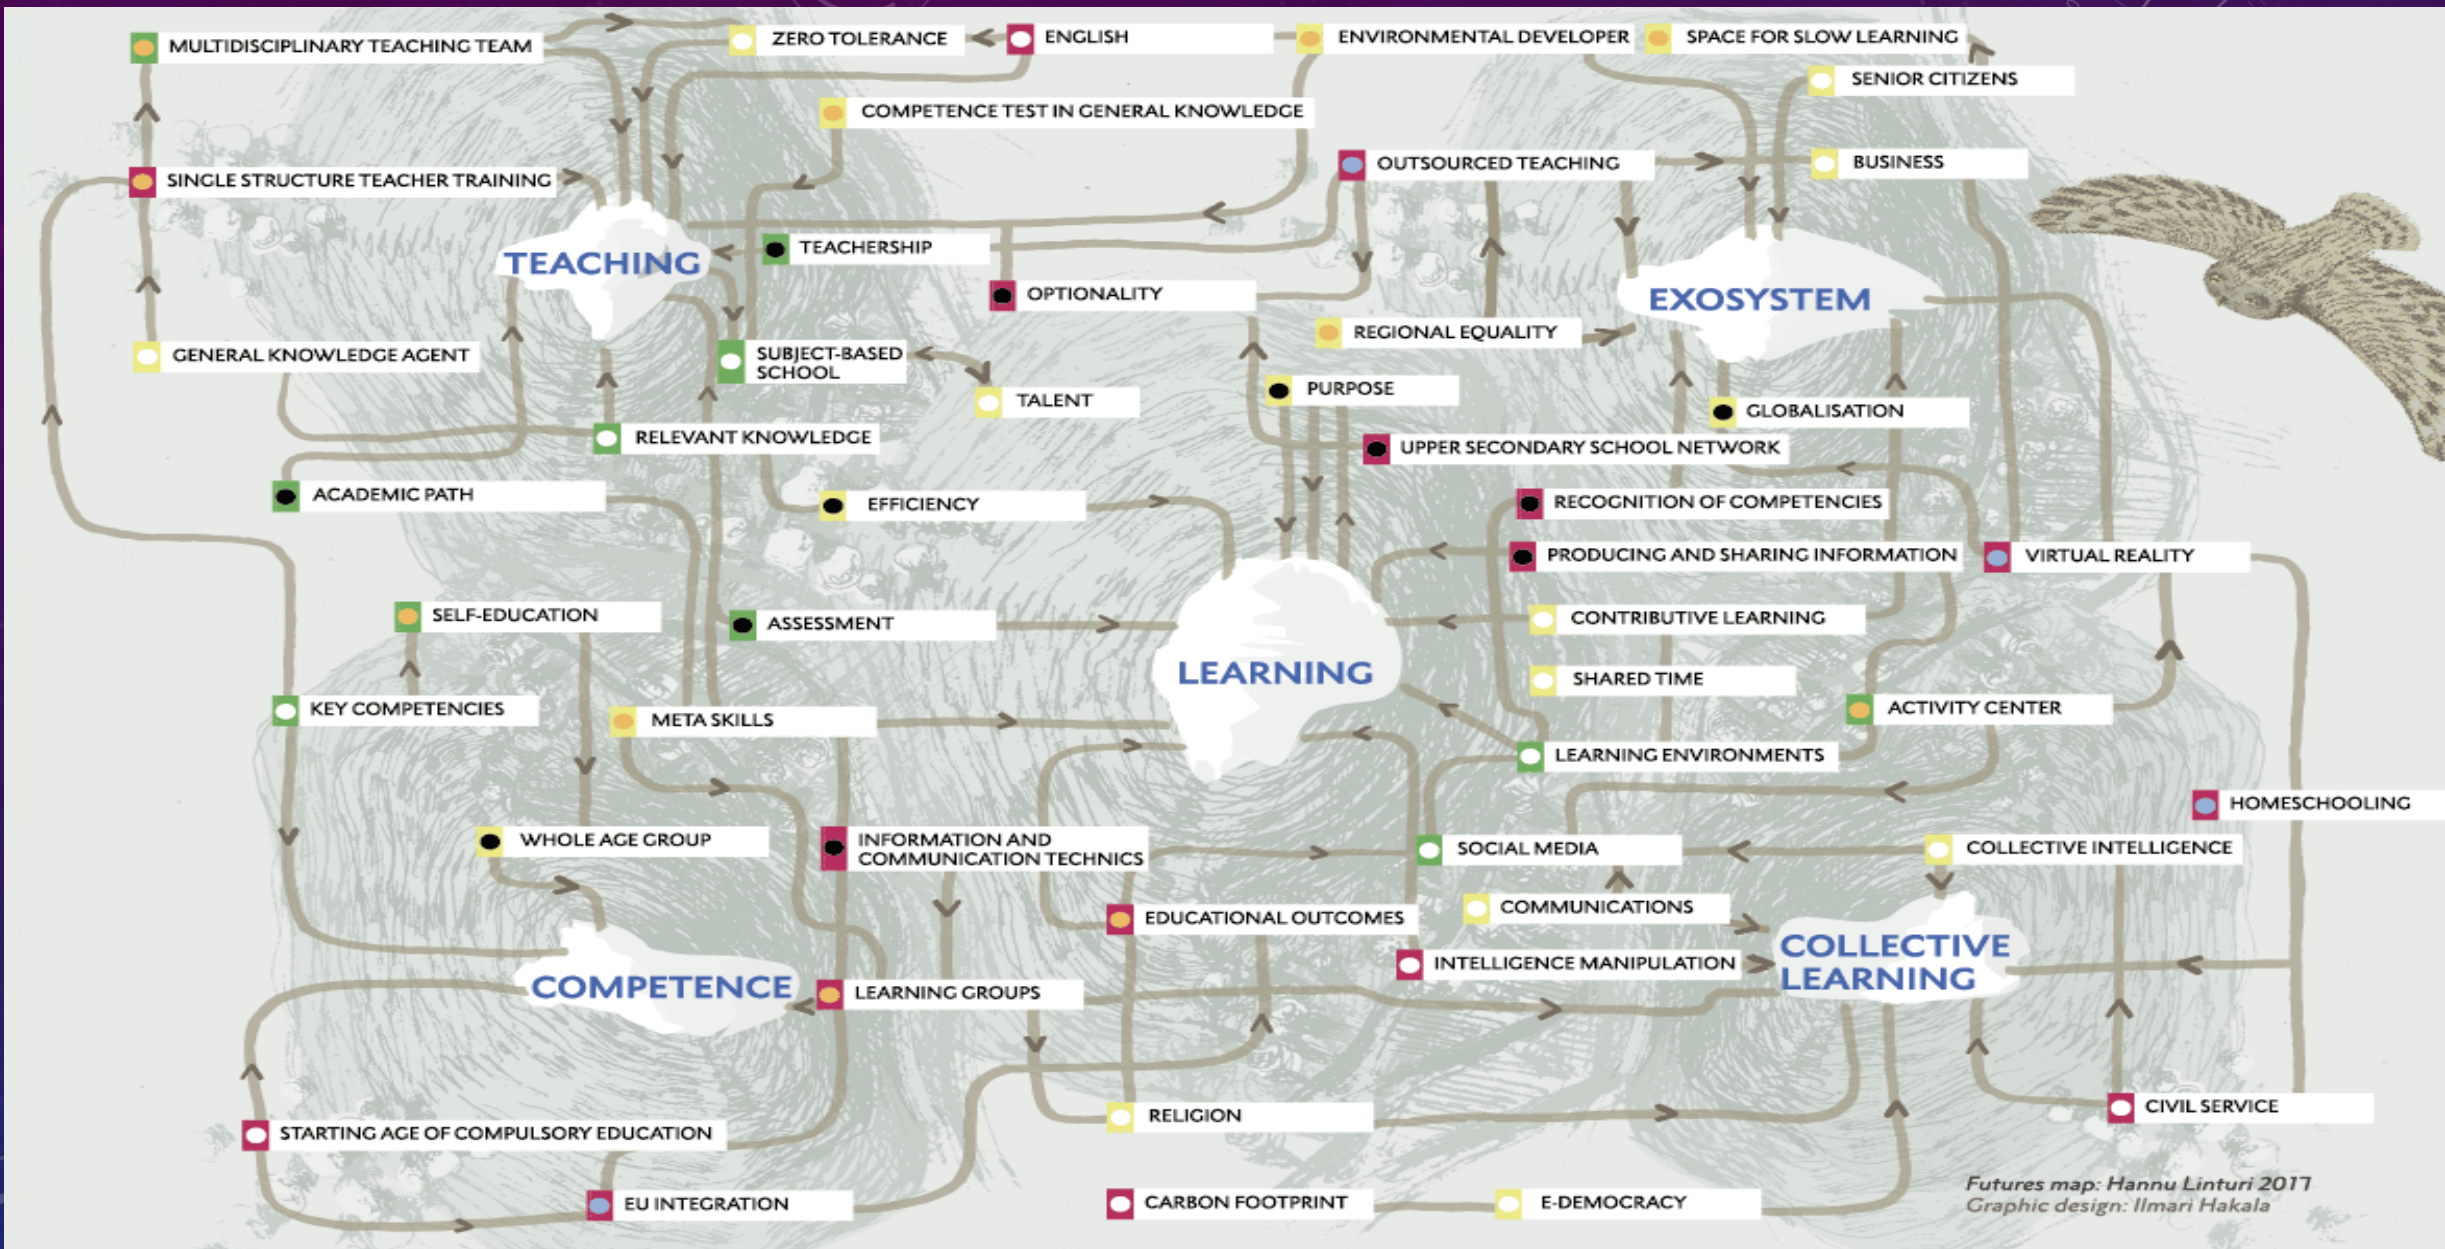 MULTIDISCIPLINARY TEACHING TEAM
ZERO TOLERANCE
ENGLISH
ENVIRONMENTAL DEVELOPER
SPACE FOR SLOW LEARNING
SENIOR CITIZENS
COMPETENCE TEST IN GENERAL KNOWLEDGE
OUTSOURCED TEACHING
BUSINESS
SINGLE STRUCTURE TEACHER TRAINING
TEACHING
TEACHERSHIP
OPTIONALITY
EXOSYSTEM
REGIONAL EQUALITY
GENERAL KNOWLEDGE AGENT
SUBJECT-BASED
SCHOOL
TALENT
PURPOSE
GLOBALISATION
RELEVANT KNOWLEDGE
UPPER SECONDARY SCHOOL NETWORK
ACADEMIC PATH
EFFICIENCY
RECOGNITION OF COMPETENCIES
PRODUCING AND SHARING INFORMATION
VIRTUAL REALITY
SELF-EDUCATION
ASSESSMENT
CONTRIBUTIVE LEARNING
LEARNING
SHARED TIME
KEY COMPETENCIES
META SKILLS
ACTIVITY CENTER
LEARNING ENVIRONMENTS
HOMESCHOOLING
WHOLE AGE GROUP
INFORMATION AND
COMMUNICATION TECHNICS
SOCIAL MEDIA
COLLECTIVE INTELLIGENCE
EDUCATIONAL OUTCOMES
COMMUNICATIONS
COLLECTIVE
LEARNING
INTELLIGENCE MANIPULATION
COMPETENCE
LEARNING GROUPS
RELIGION
CIVIL SERVICE
STARTING AGE OF COMPULSORY EDUCATION
EU INTEGRATION
CARBON FOOTPRINT
E-DEMOCRACY
Futures map: Hannu Linturi 2017
Graphic design: Ilmari Hakala